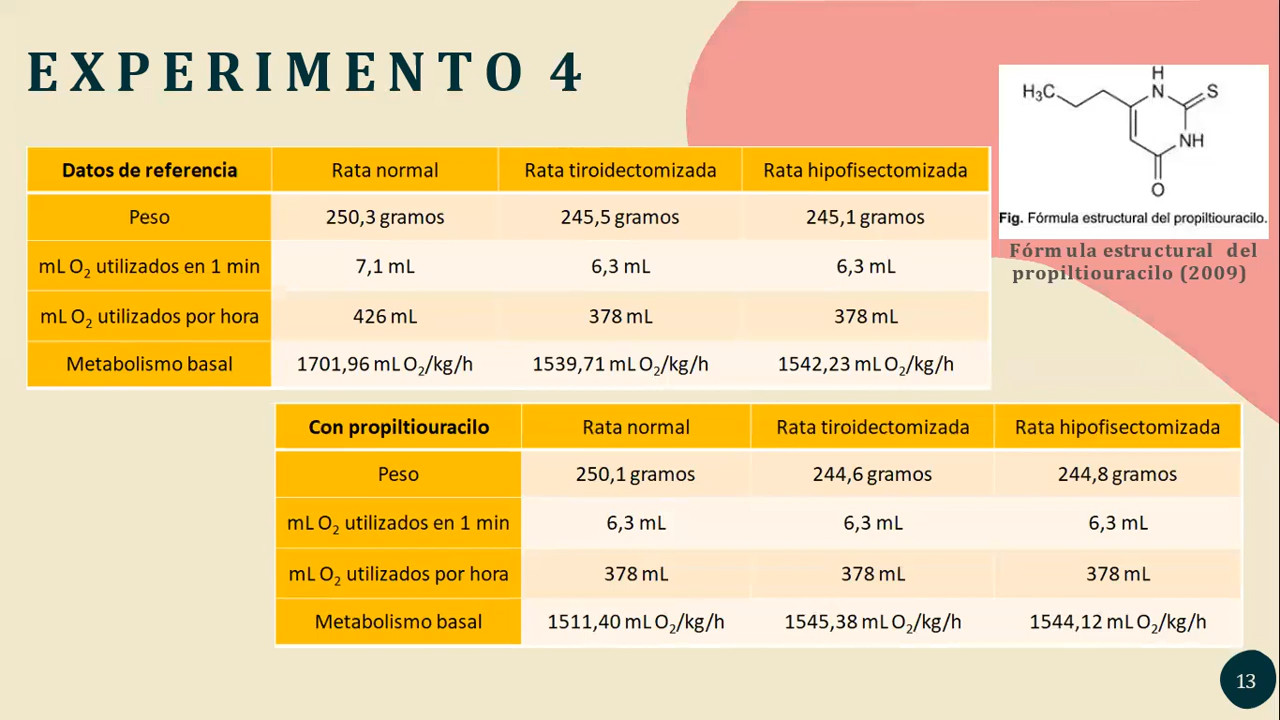 EXPERIMENTO 4
H₃C
H
N
S
NH
O
Fig. Fórmula estructural del propiltiouracilo.
Fórmula estructural del
propiltiouracilo (2009)
Datos de referencia Rata normal Rata tiroidectomizada Rata hipofisectomizada
Peso 250,3 gramos 245,5 gramos 245,1 gramos
mL O₂ utilizados en 1 min 7,1 mL 6,3 mL 6,3 mL
mL O₂ utilizados por hora 426 mL 378 mL 378 mL
Metabolismo basal 1701,96 mL O₂/kg/h 1539,71 mL O₂/kg/h 1542,23 mL O₂/kg/h
Con propiltiouracilo Rata normal Rata tiroidectomizada Rata hipofisectomizada
Peso 250,1 gramos 244,6 gramos 244,8 gramos
mL O₂ utilizados en 1 min 6,3 mL 6,3 mL 6,3 mL
mL O₂ utilizados por hora 378 mL 378 mL 378 mL
Metabolismo basal 1511,40 mL O₂/kg/h 1545,38 mL O₂/kg/h 1544,12 mL O₂/kg/h
13